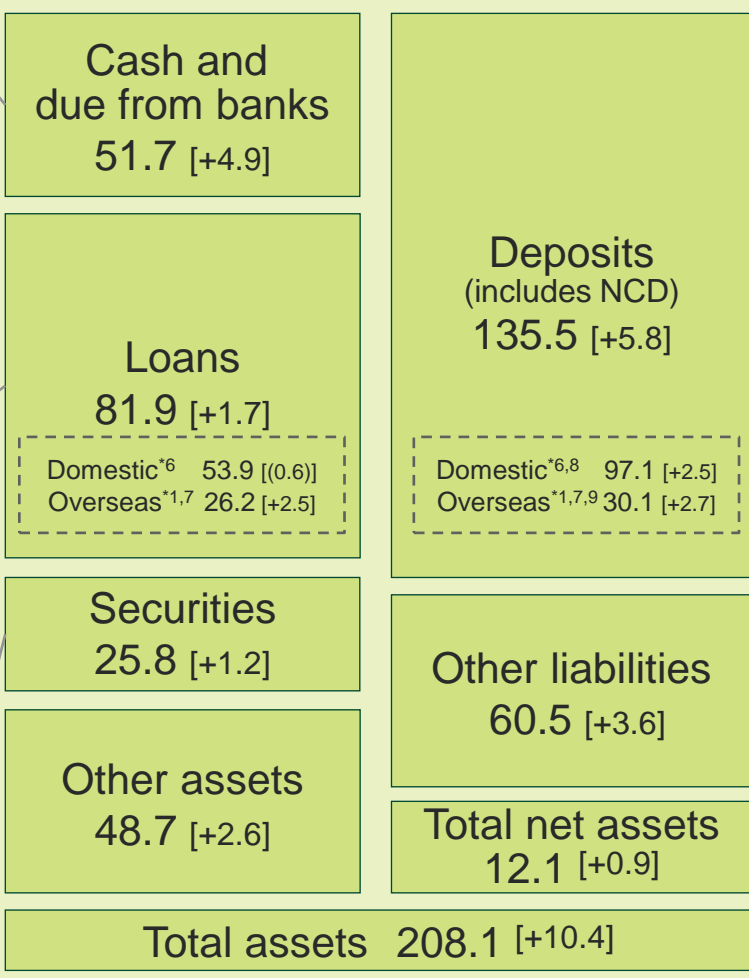 Cash and
due from banks
51.7 [+4.9]
Loans
81.9 [+1.7]
Domestic*6 53.9 [(0.6)]
Overseas*1,7 26.2 [+2.5]
Securities
25.8 [+1.2]
Other assets
48.7 [+2.6]
Deposits
(includes NCD)
135.5 [+5.8]
Domestic*6,8 97.1 [+2.5]
Overseas*1,7,9 30.1 [+2.7]
Other liabilities
60.5 [+3.6]
Total net assets
12.1 [+0.9]
Total assets 208.1 [+10.4]